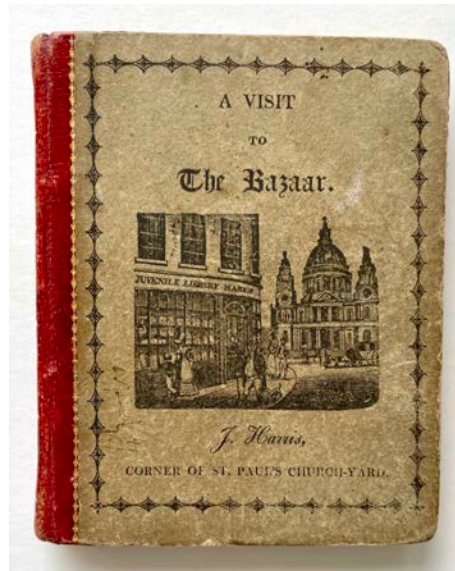 A VISIT
TO
The Bazaar.
JUVENILE LIBRARY HARRIS
J. Harris,
CORNER OF ST. PAUL'S CHURCH-YARD.